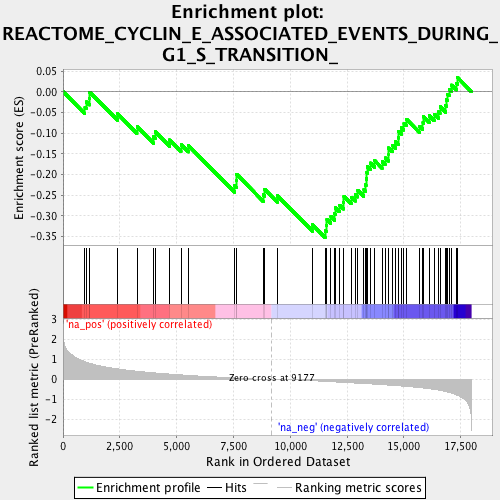 Enrichment plot:
REACTOME_CYCLIN_E_ASSOCIATED_EVENTS_DURING_
G1_S_TRANSITION_
Enrichment score (ES)
0.05
0.00
-0.05
-0.10
-0.15
-0.20
-0.25
-0.30
-0.35
'na_pos' (positively correlated)
Ranked list metric (PreRanked)
3
2
1
0
-1
-2
Zero cross at 9177
'na_neg' (negatively correlated)
0
2,500
5,000
7,500
10,000
12,500
15,000
17,500
Rank in Ordered Dataset
Enrichment profile
Hits
Ranking metric scores